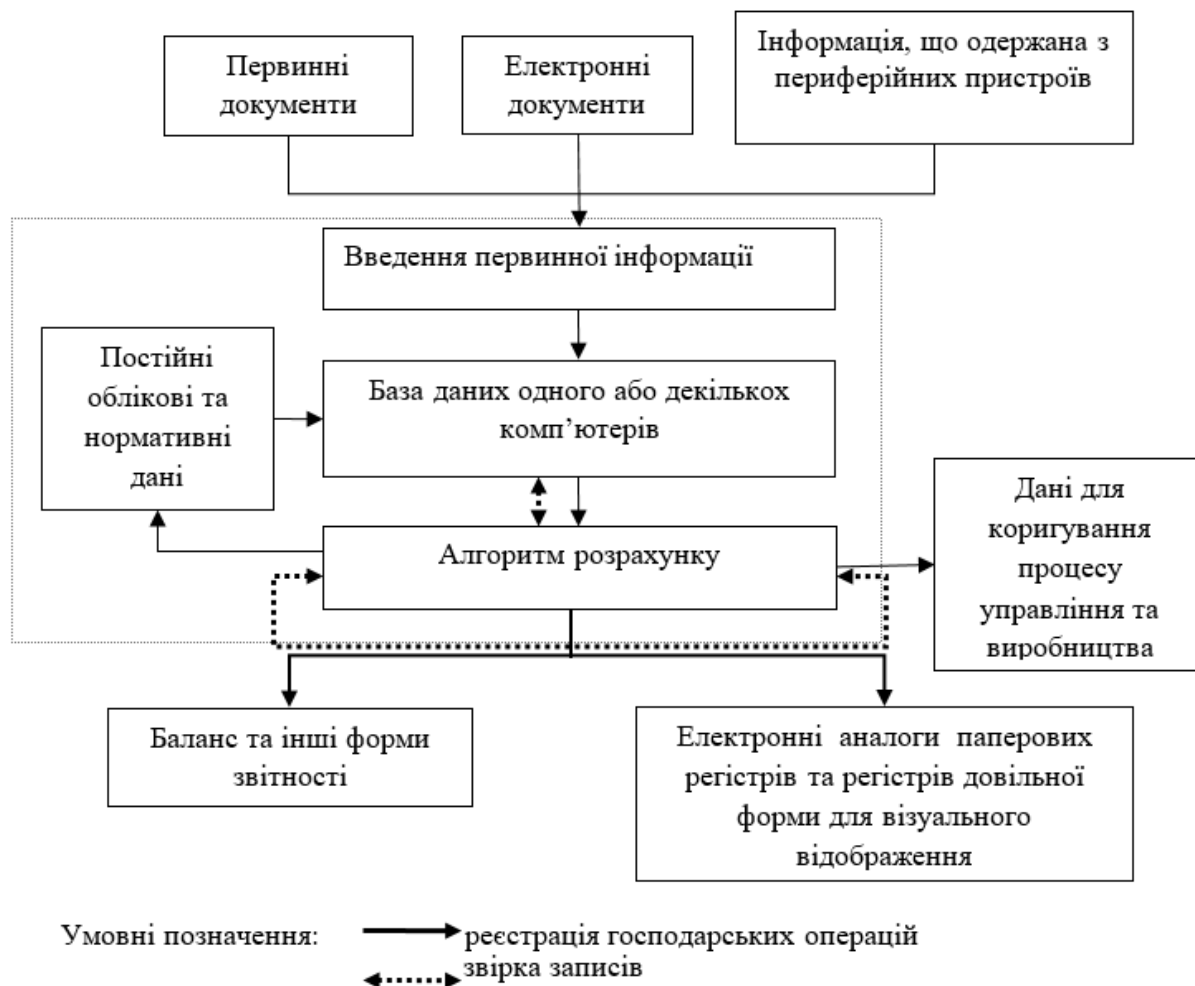 Первинні
документи
Електронні
документи
Інформація, що одержана з
периферійних пристроїв
Введення первинної інформації
Постійні
облікові та
нормативні
дані
База даних одного або декількох
комп’ютерів
Алгоритм розрахунку
Дані для
коригування
процесу
управління та
виробництва
Баланс та інші форми
звітності
Електронні аналоги паперових
регістрів та регістрів довільної
форми для візуального
відображення
Умовні позначення:
реєстрація господарських операцій
звірка записів